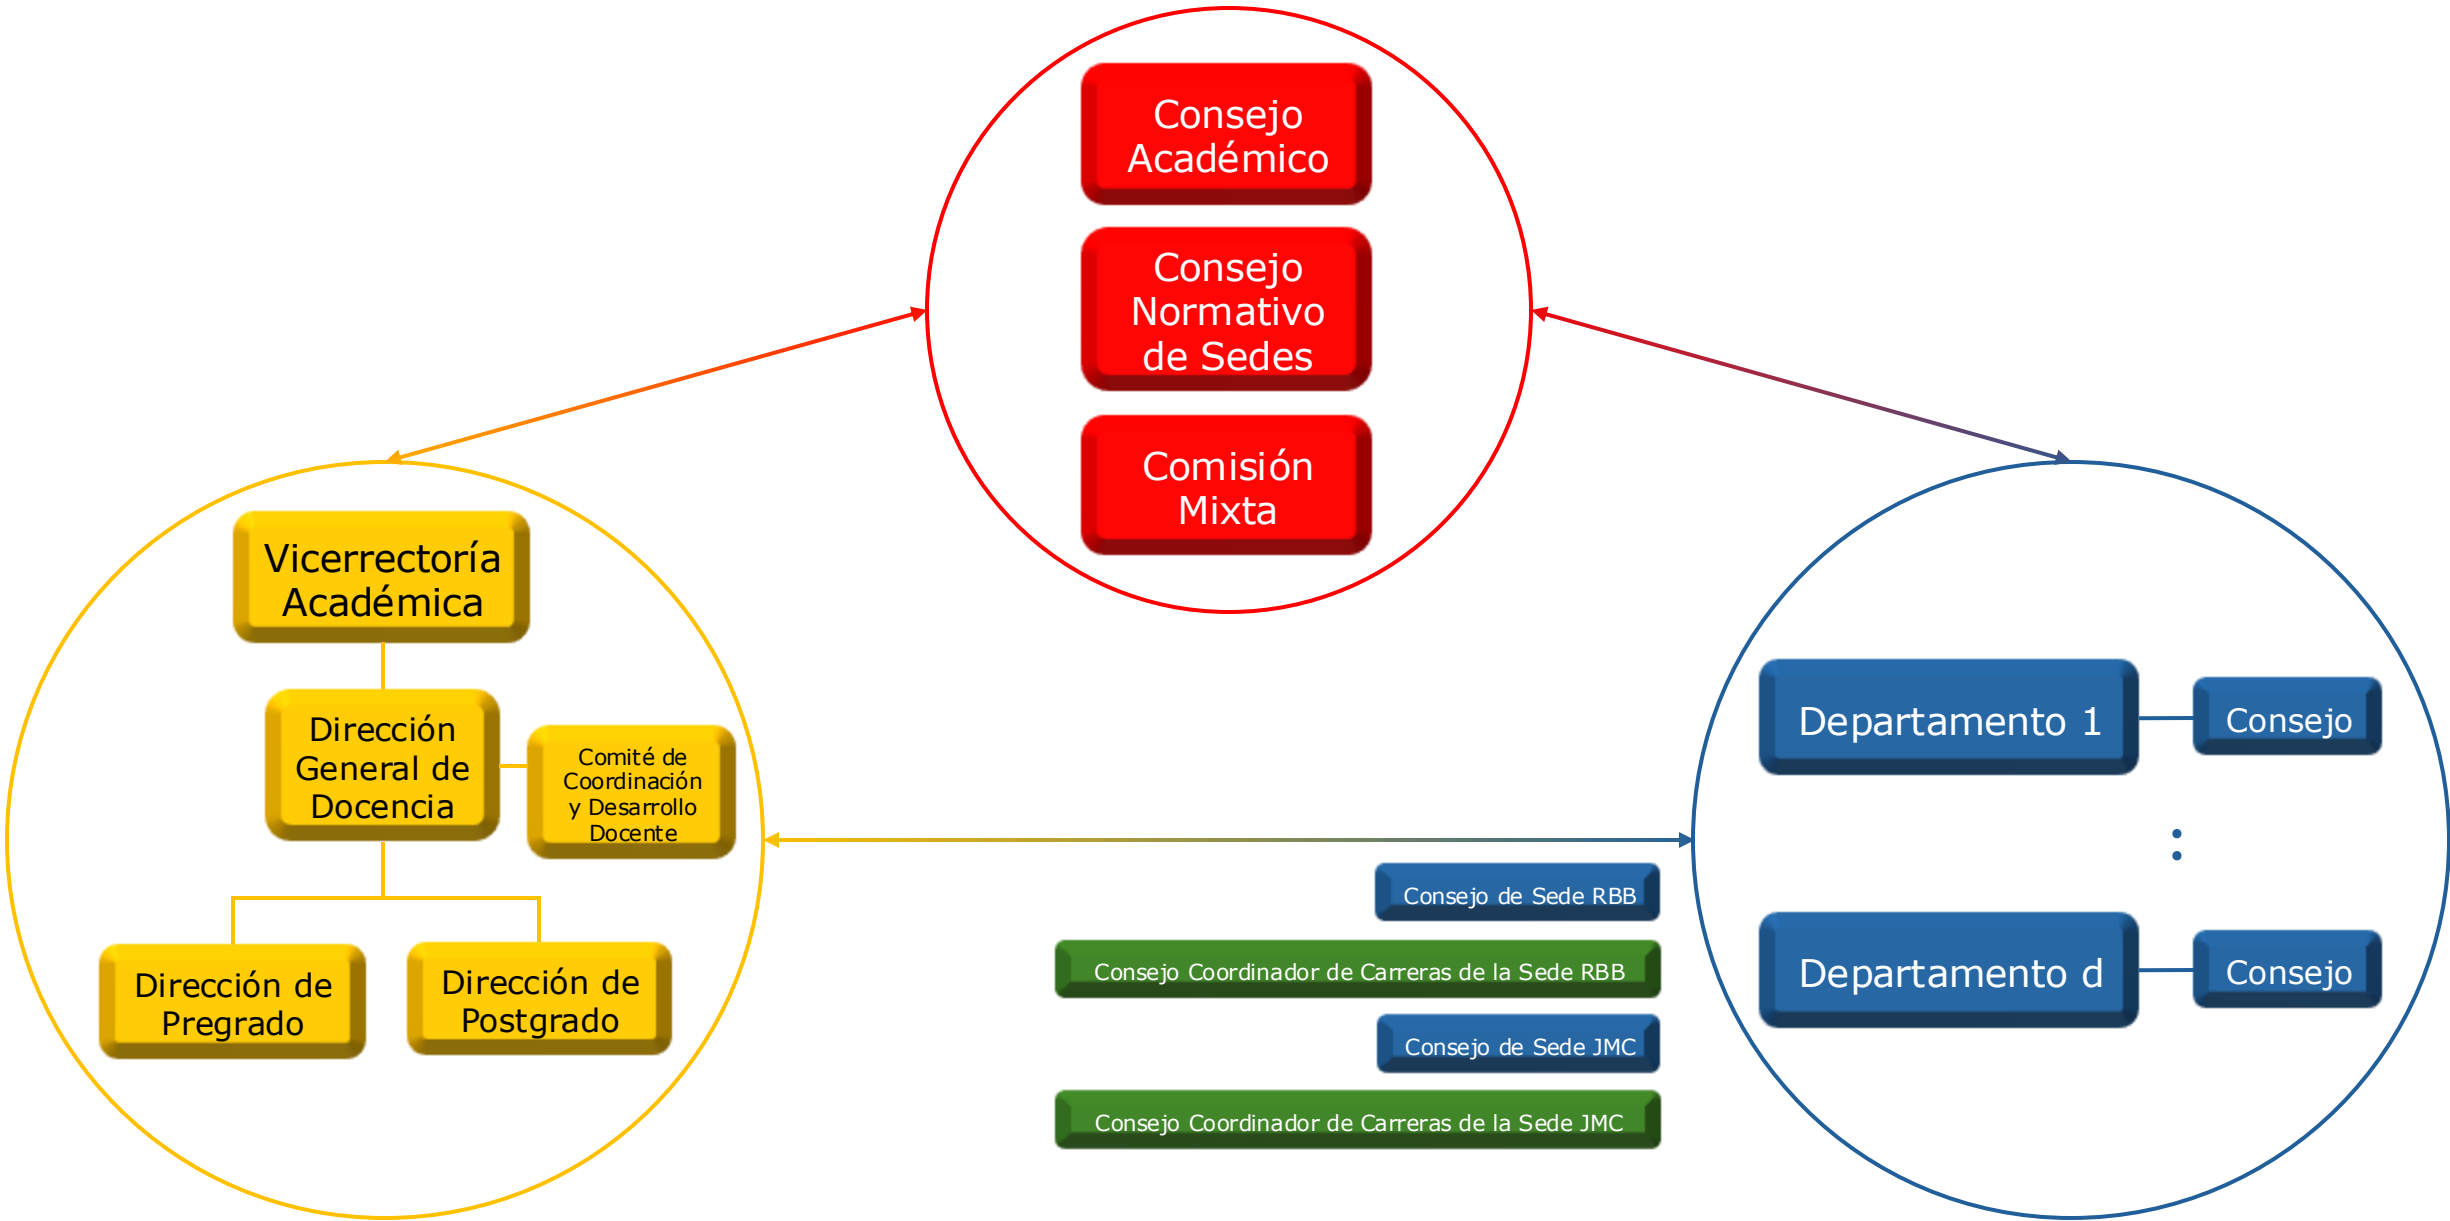 Consejo
Académico
Consejo
Normativo
de Sedes
Comisión
Mixta
Vicerrectoría
Académica
Dirección
General de
Docencia
Comité de
Coordinación
y Desarrollo
Docente
Dirección de
Pregrado
Dirección de
Postgrado
Consejo de Sede RBB
Consejo Coordinador de Carreras de la Sede RBB
Consejo de Sede JMC
Consejo Coordinador de Carreras de la Sede JMC
Departamento 1
Consejo
:
Departamento d
Consejo